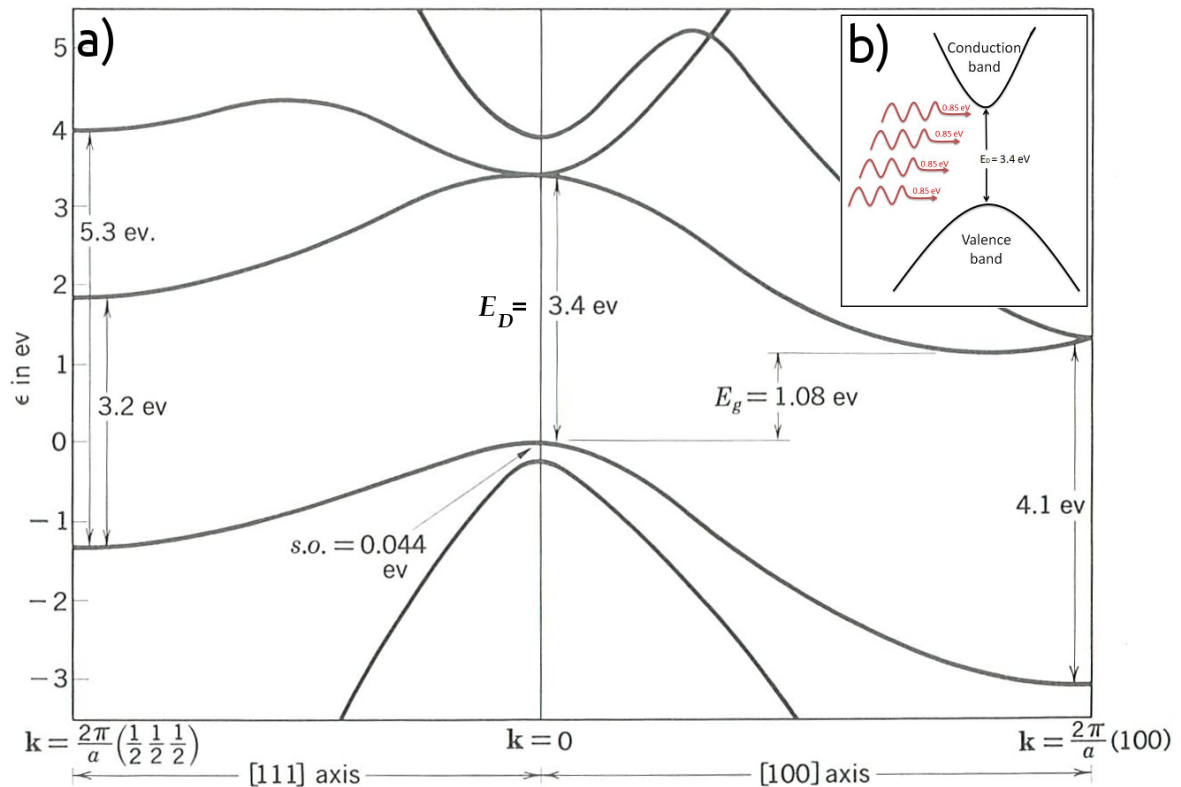 a)
b)
5
4
3
2
1
0
−1
−2
−3
ϵ in ev
5.3 ev.
3.2 ev
E_D= 3.4 ev
E_g = 1.08 ev
4.1 ev
s.o. = 0.044
ev
Conduction
band
0.85 eV
0.85 eV
0.85 eV
0.85 eV
E_D = 3.4 eV
Valence
band
k = 2π/a (1/2 1/2 1/2)
k = 0
k = 2π/a (100)
[111] axis
[100] axis